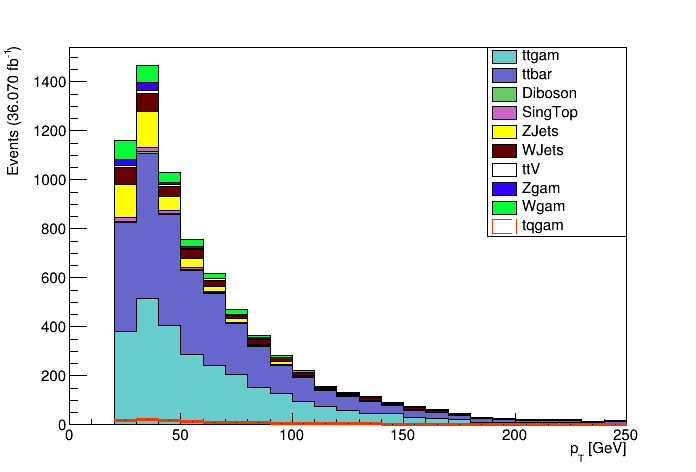 Events (36.070 fb⁻¹)
1400
1200
1000
800
600
400
200
0
0 50 100 150 200 250
p_T [GeV]
ttgam
ttbar
Diboson
SingTop
ZJets
WJets
ttV
Zgam
Wgam
tqgam